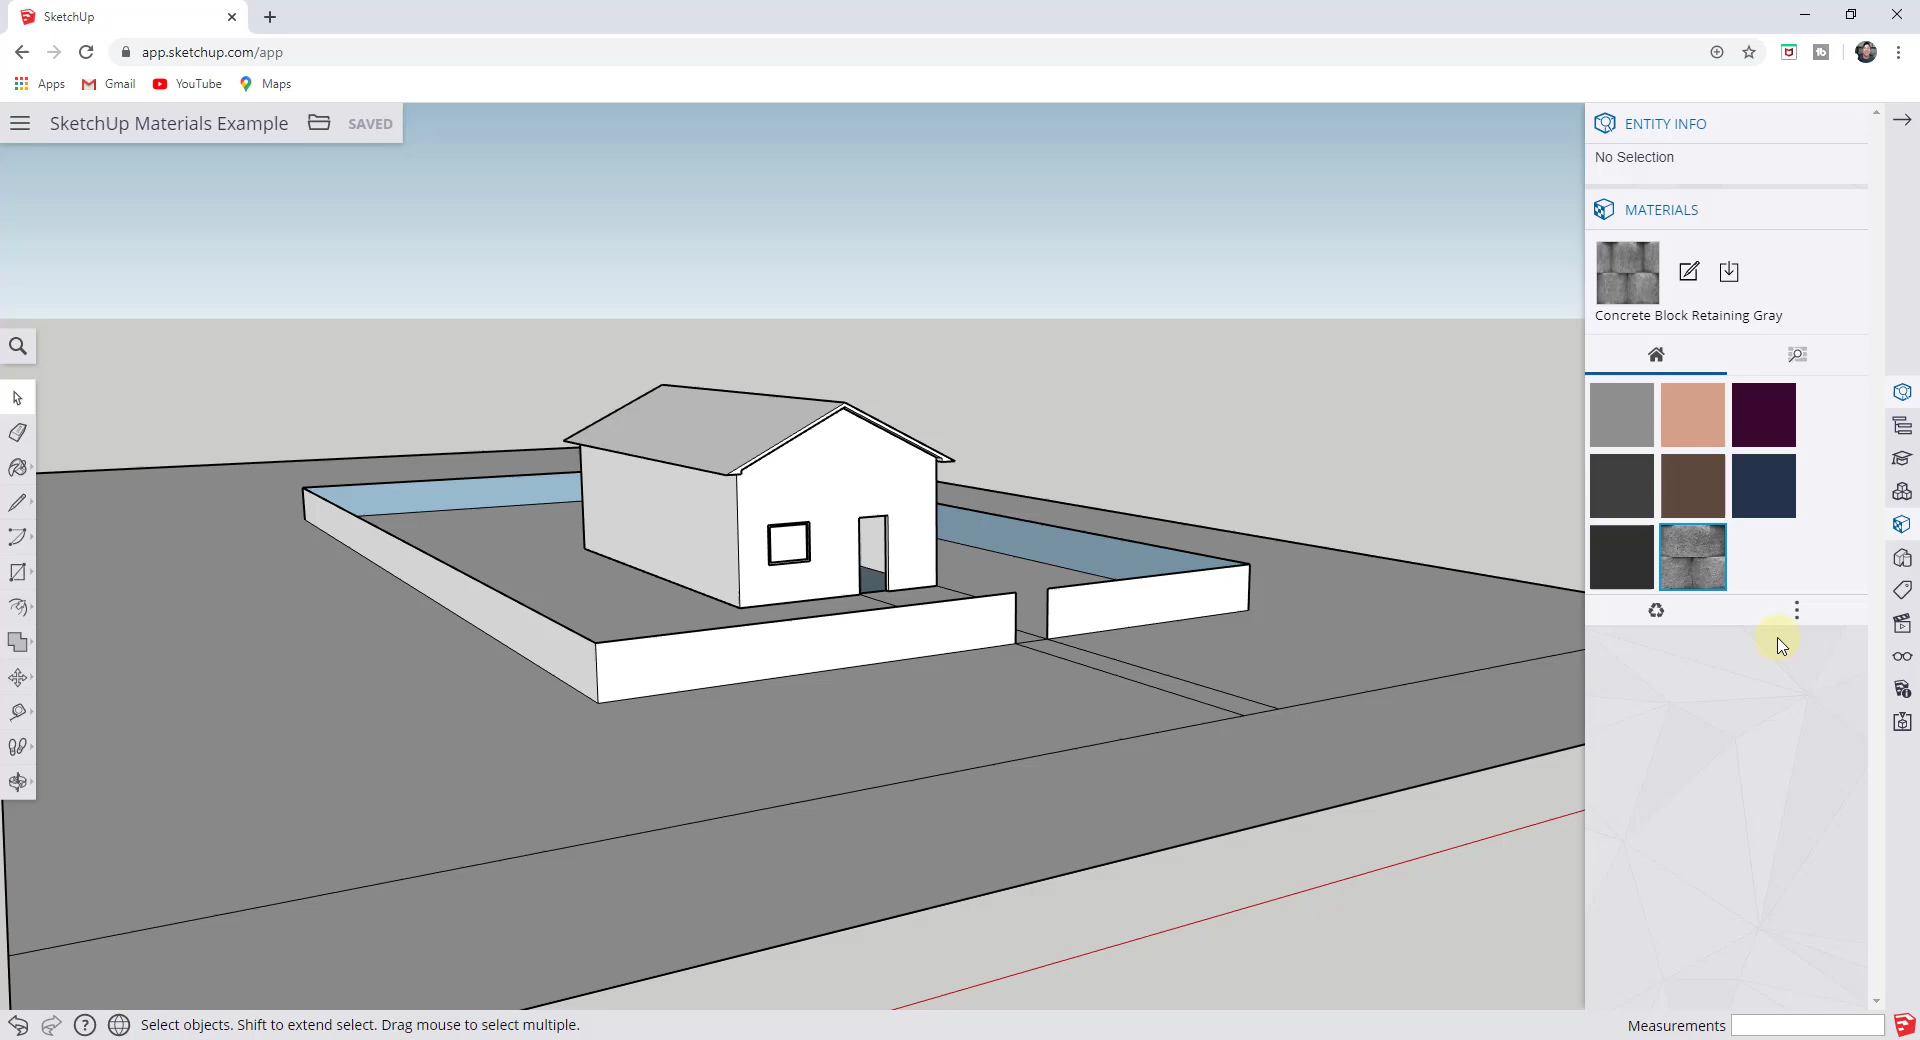 SketchUp
app.sketchup.com/app
Apps
Gmail
YouTube
Maps
SketchUp Materials Example
SAVED
ENTITY INFO
No Selection
MATERIALS
Concrete Block Retaining Gray
Select objects. Shift to extend select. Drag mouse to select multiple.
Measurements